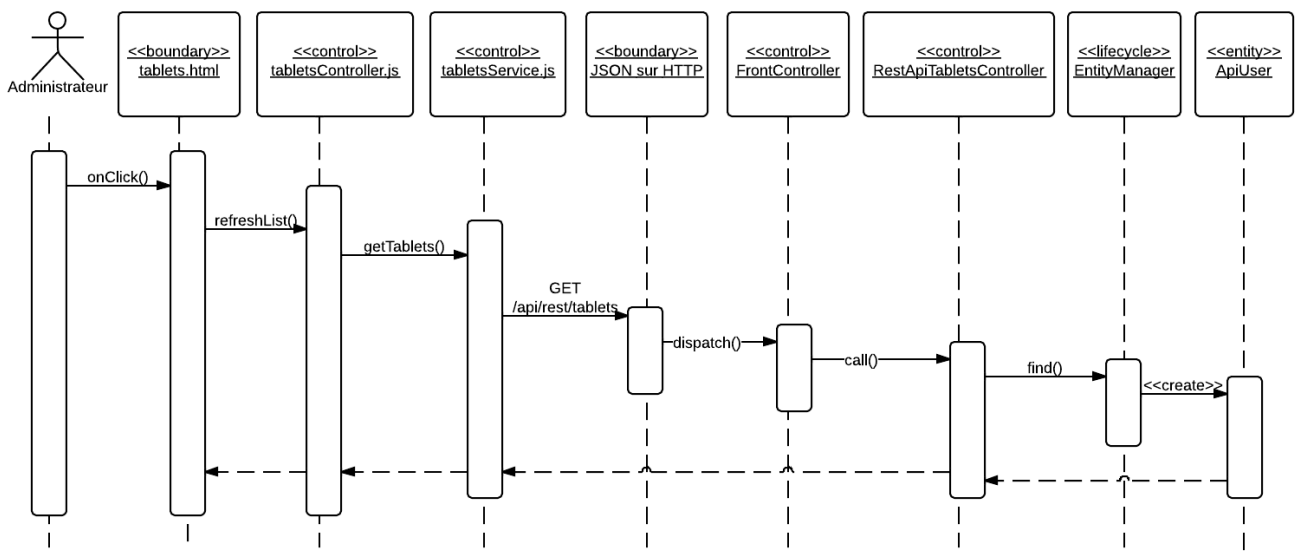 Administrateur
<<boundary>>
tablets.html
<<control>>
tabletsController.js
<<control>>
tabletsService.js
<<boundary>>
JSON sur HTTP
<<control>>
FrontController
<<control>>
RestApiTabletsController
<<lifecycle>>
EntityManager
<<entity>>
ApiUser
onClick()
refreshList()
getTablets()
GET
/api/rest/tablets
dispatch()
call()
find()
<<create>>